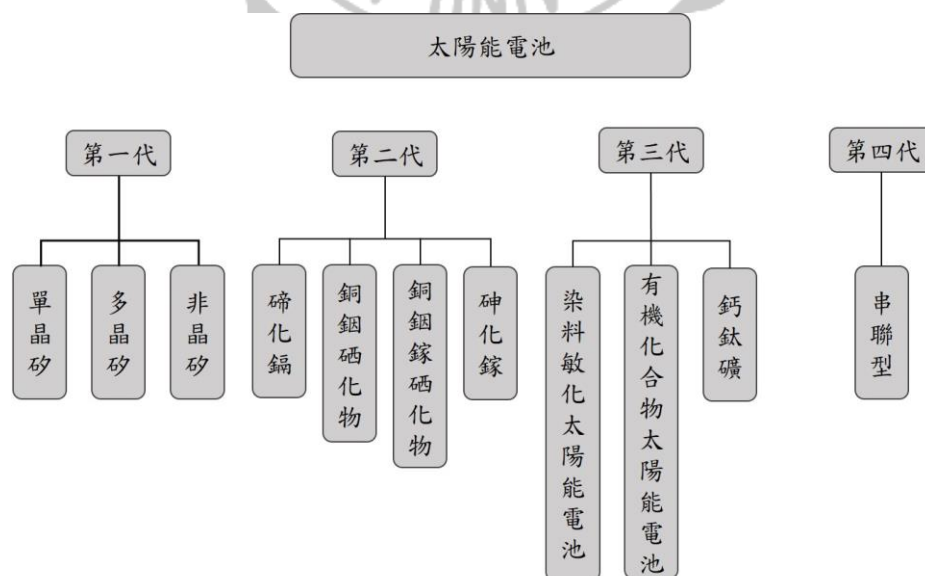 太陽能電池
第一代
第二代
第三代
第四代
單晶矽
多晶矽
非晶矽
碲化鎘
銅銦硒化物
銅銦鎵硒化物
砷化鎵
染料敏化太陽能電池
有機化合物太陽能電池
鈣鈦礦
串聯型